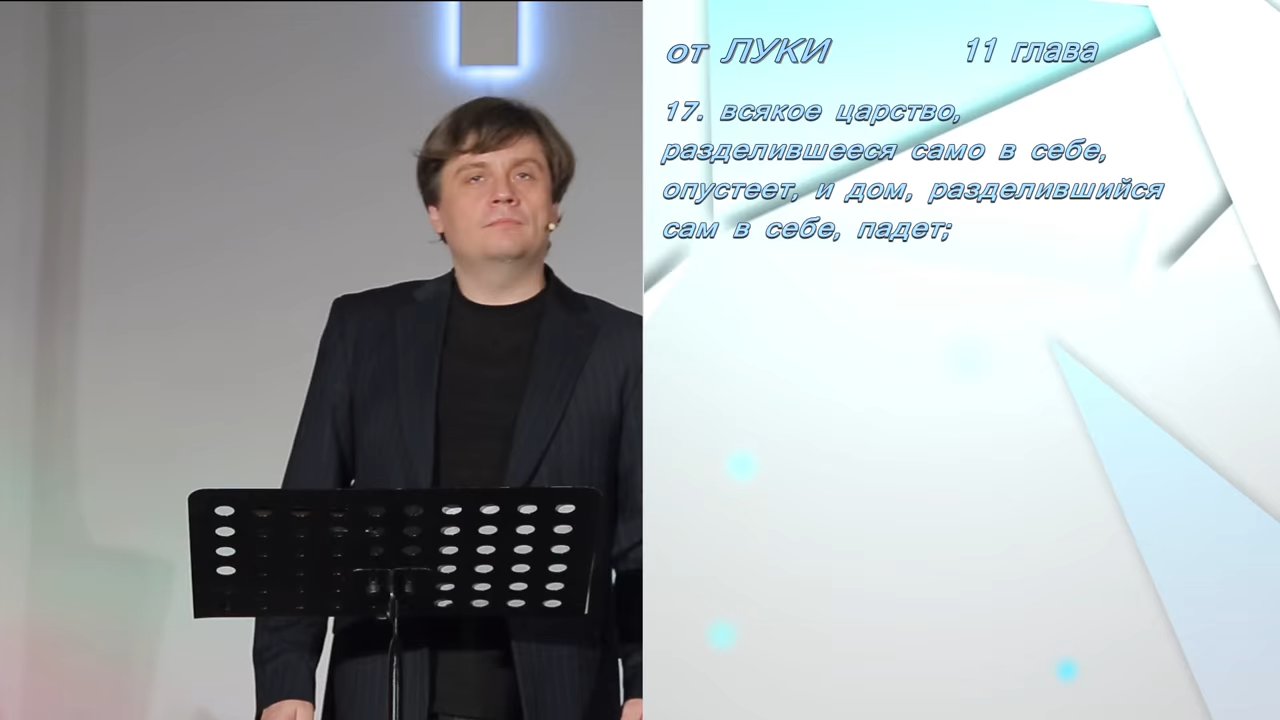 от ЛУКИ 11 глава
17. всякое царство,
разделившееся само в себе,
опустеет, и дом, разделившийся
сам в себе, падет;